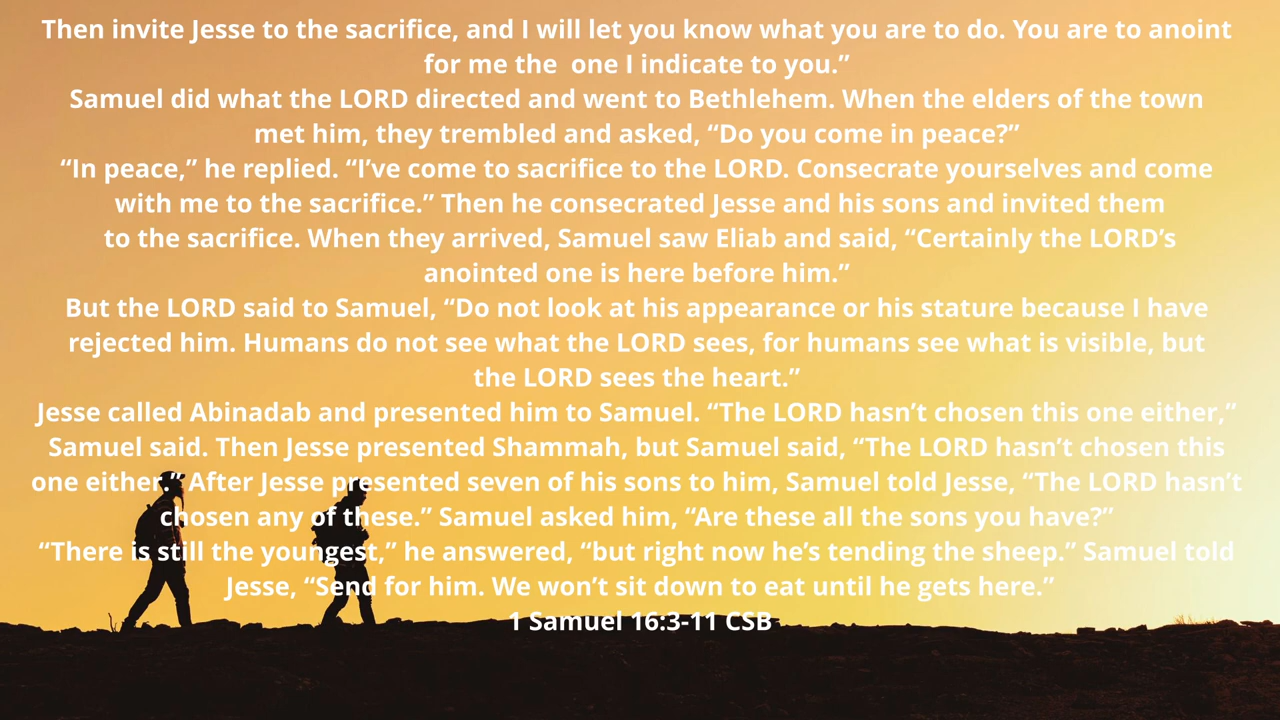 Then invite Jesse to the sacrifice, and I will let you know what you are to do. You are to anoint
for me the  one I indicate to you.”
Samuel did what the LORD directed and went to Bethlehem. When the elders of the town
met him, they trembled and asked, “Do you come in peace?”
“In peace,” he replied. “I’ve come to sacrifice to the LORD. Consecrate yourselves and come
with me to the sacrifice.” Then he consecrated Jesse and his sons and invited them
to the sacrifice. When they arrived, Samuel saw Eliab and said, “Certainly the LORD’s
anointed one is here before him.”
But the LORD said to Samuel, “Do not look at his appearance or his stature because I have
rejected him. Humans do not see what the LORD sees, for humans see what is visible, but
the LORD sees the heart.”
Jesse called Abinadab and presented him to Samuel. “The LORD hasn’t chosen this one either,”
Samuel said. Then Jesse presented Shammah, but Samuel said, “The LORD hasn’t chosen this
one either.” After Jesse presented seven of his sons to him, Samuel told Jesse, “The LORD hasn’t
chosen any of these.” Samuel asked him, “Are these all the sons you have?”
“There is still the youngest,” he answered, “but right now he’s tending the sheep.” Samuel told
Jesse, “Send for him. We won’t sit down to eat until he gets here.”
1 Samuel 16:3-11 CSB